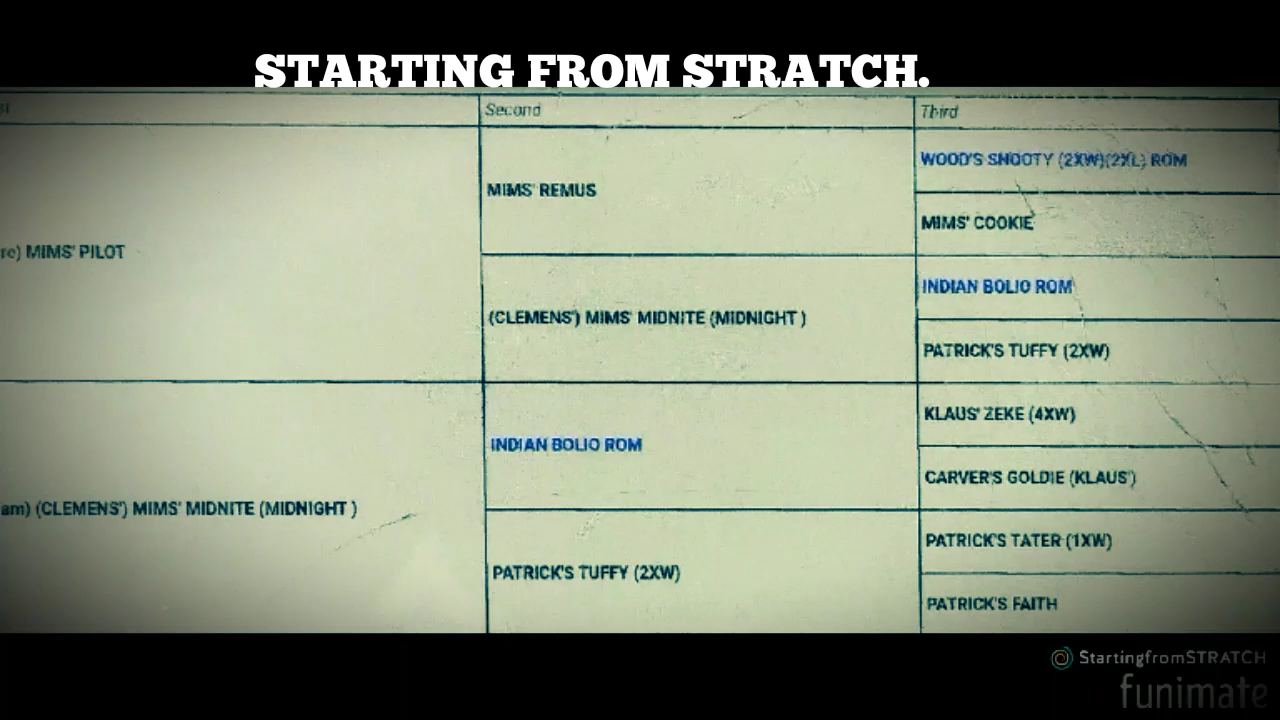 STARTING FROM STRATCH.
Second
Third
WOOD'S SNOOTY (2XW)(2XL) ROM
MIMS' REMUS
MIMS' COOKIE
MIMS' PILOT
INDIAN BOLIO ROM
(CLEMENS') MIMS' MIDNITE (MIDNIGHT )
PATRICK'S TUFFY (2XW)
KLAUS' ZEKE (4XW)
INDIAN BOLIO ROM
CARVER'S GOLDIE (KLAUS')
am) (CLEMENS') MIMS' MIDNITE (MIDNIGHT )
PATRICK'S TATER (1XW)
PATRICK'S TUFFY (2XW)
PATRICK'S FAITH
StartingfromSTRATCH
funimate